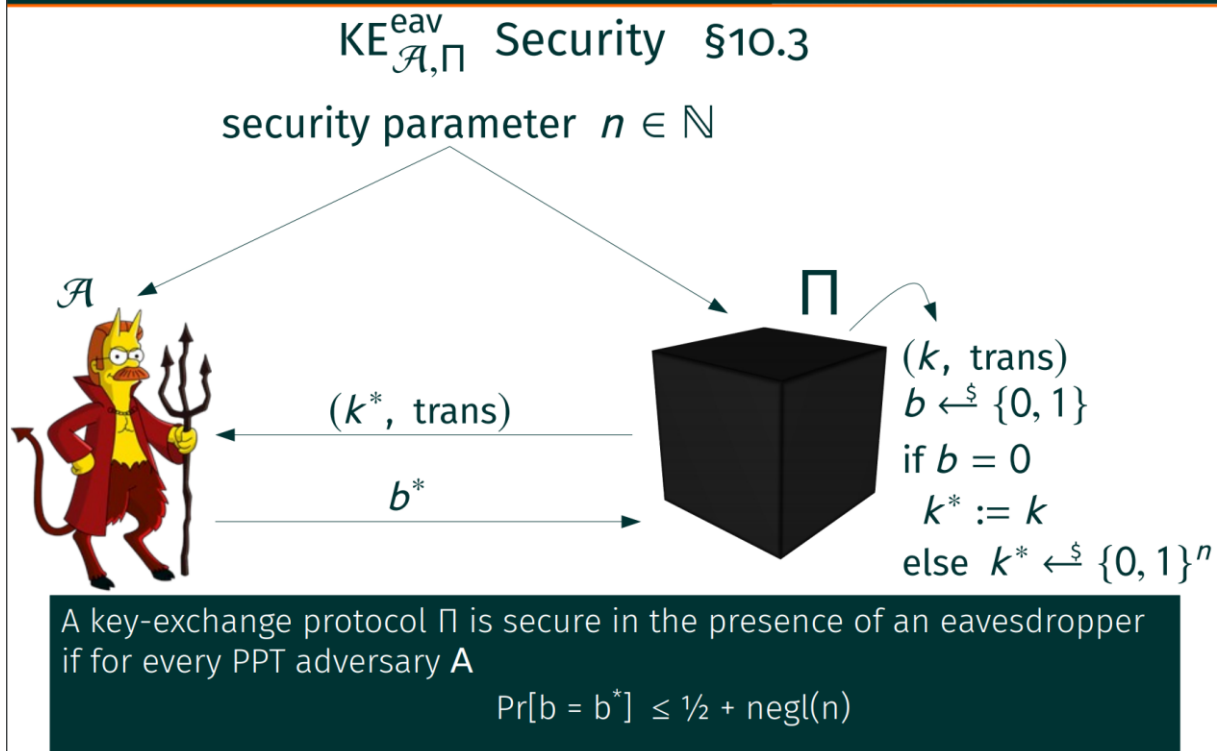 KE^{eav}_{𝒜,Π} Security §10.3
security parameter n ∈ ℕ
𝒜
Π
(k, trans)
b ←$ {0, 1}
if b = 0
k* := k
else k* ←$ {0, 1}ⁿ
(k*, trans)
b*
A key-exchange protocol Π is secure in the presence of an eavesdropper
if for every PPT adversary A
Pr[b = b*] ≤ ½ + negl(n)